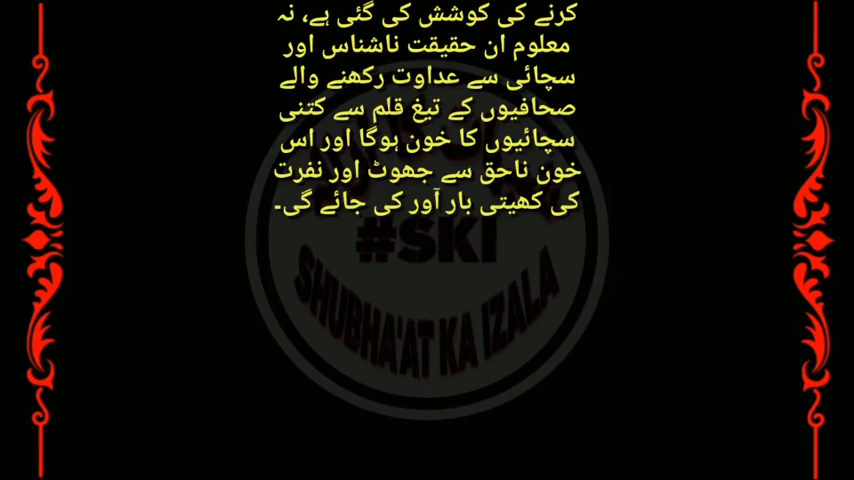 کرنے کی کوشش کی گئی ہے، نہ
معلوم ان حقیقت ناشناس اور
سچائی سے عداوت رکھنے والے
صحافیوں کے تیغ قلم سے کتنی
سچائیوں کا خون ہوگا اور اس
خون ناحق سے جھوٹ اور نفرت
کی کھیتی بار آور کی جائے گی۔
#SKI
SHUBHA'AT KA IZALA